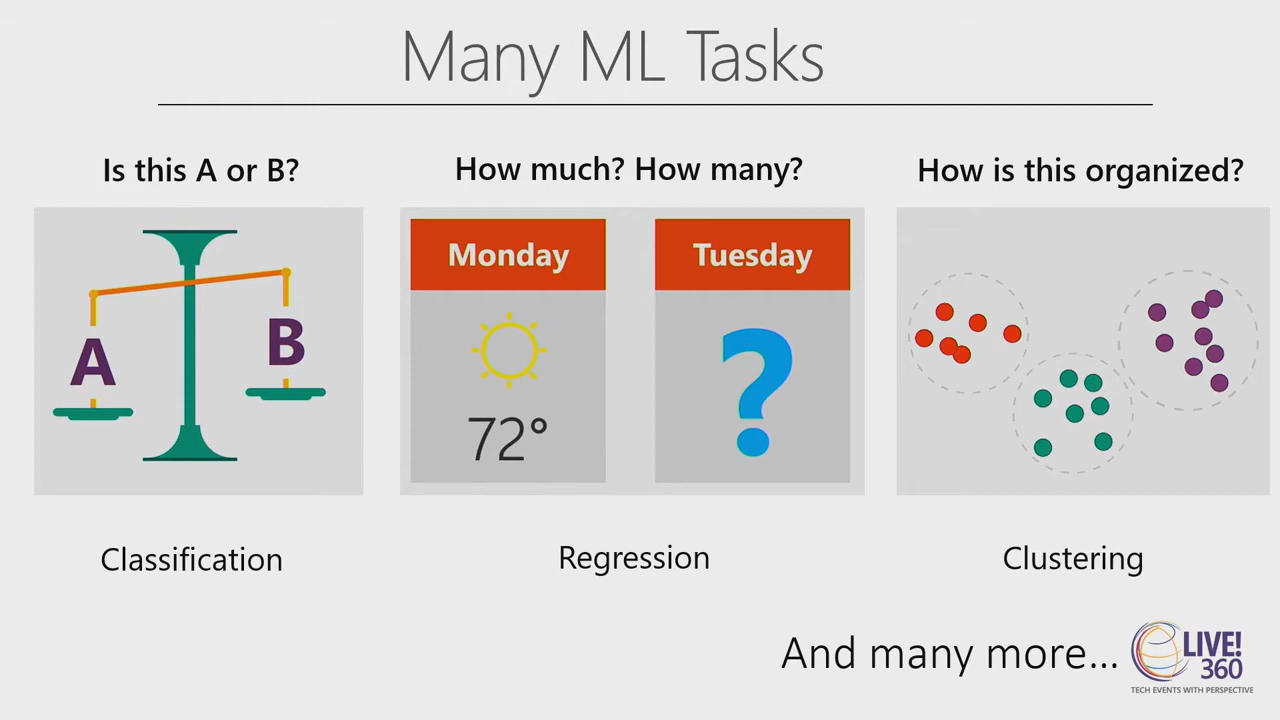 Many ML Tasks
Is this A or B?
How much? How many?
How is this organized?
A
B
Monday
72°
Tuesday
?
Classification
Regression
Clustering
And many more...
LIVE!
360
TECH EVENTS WITH PERSPECTIVE